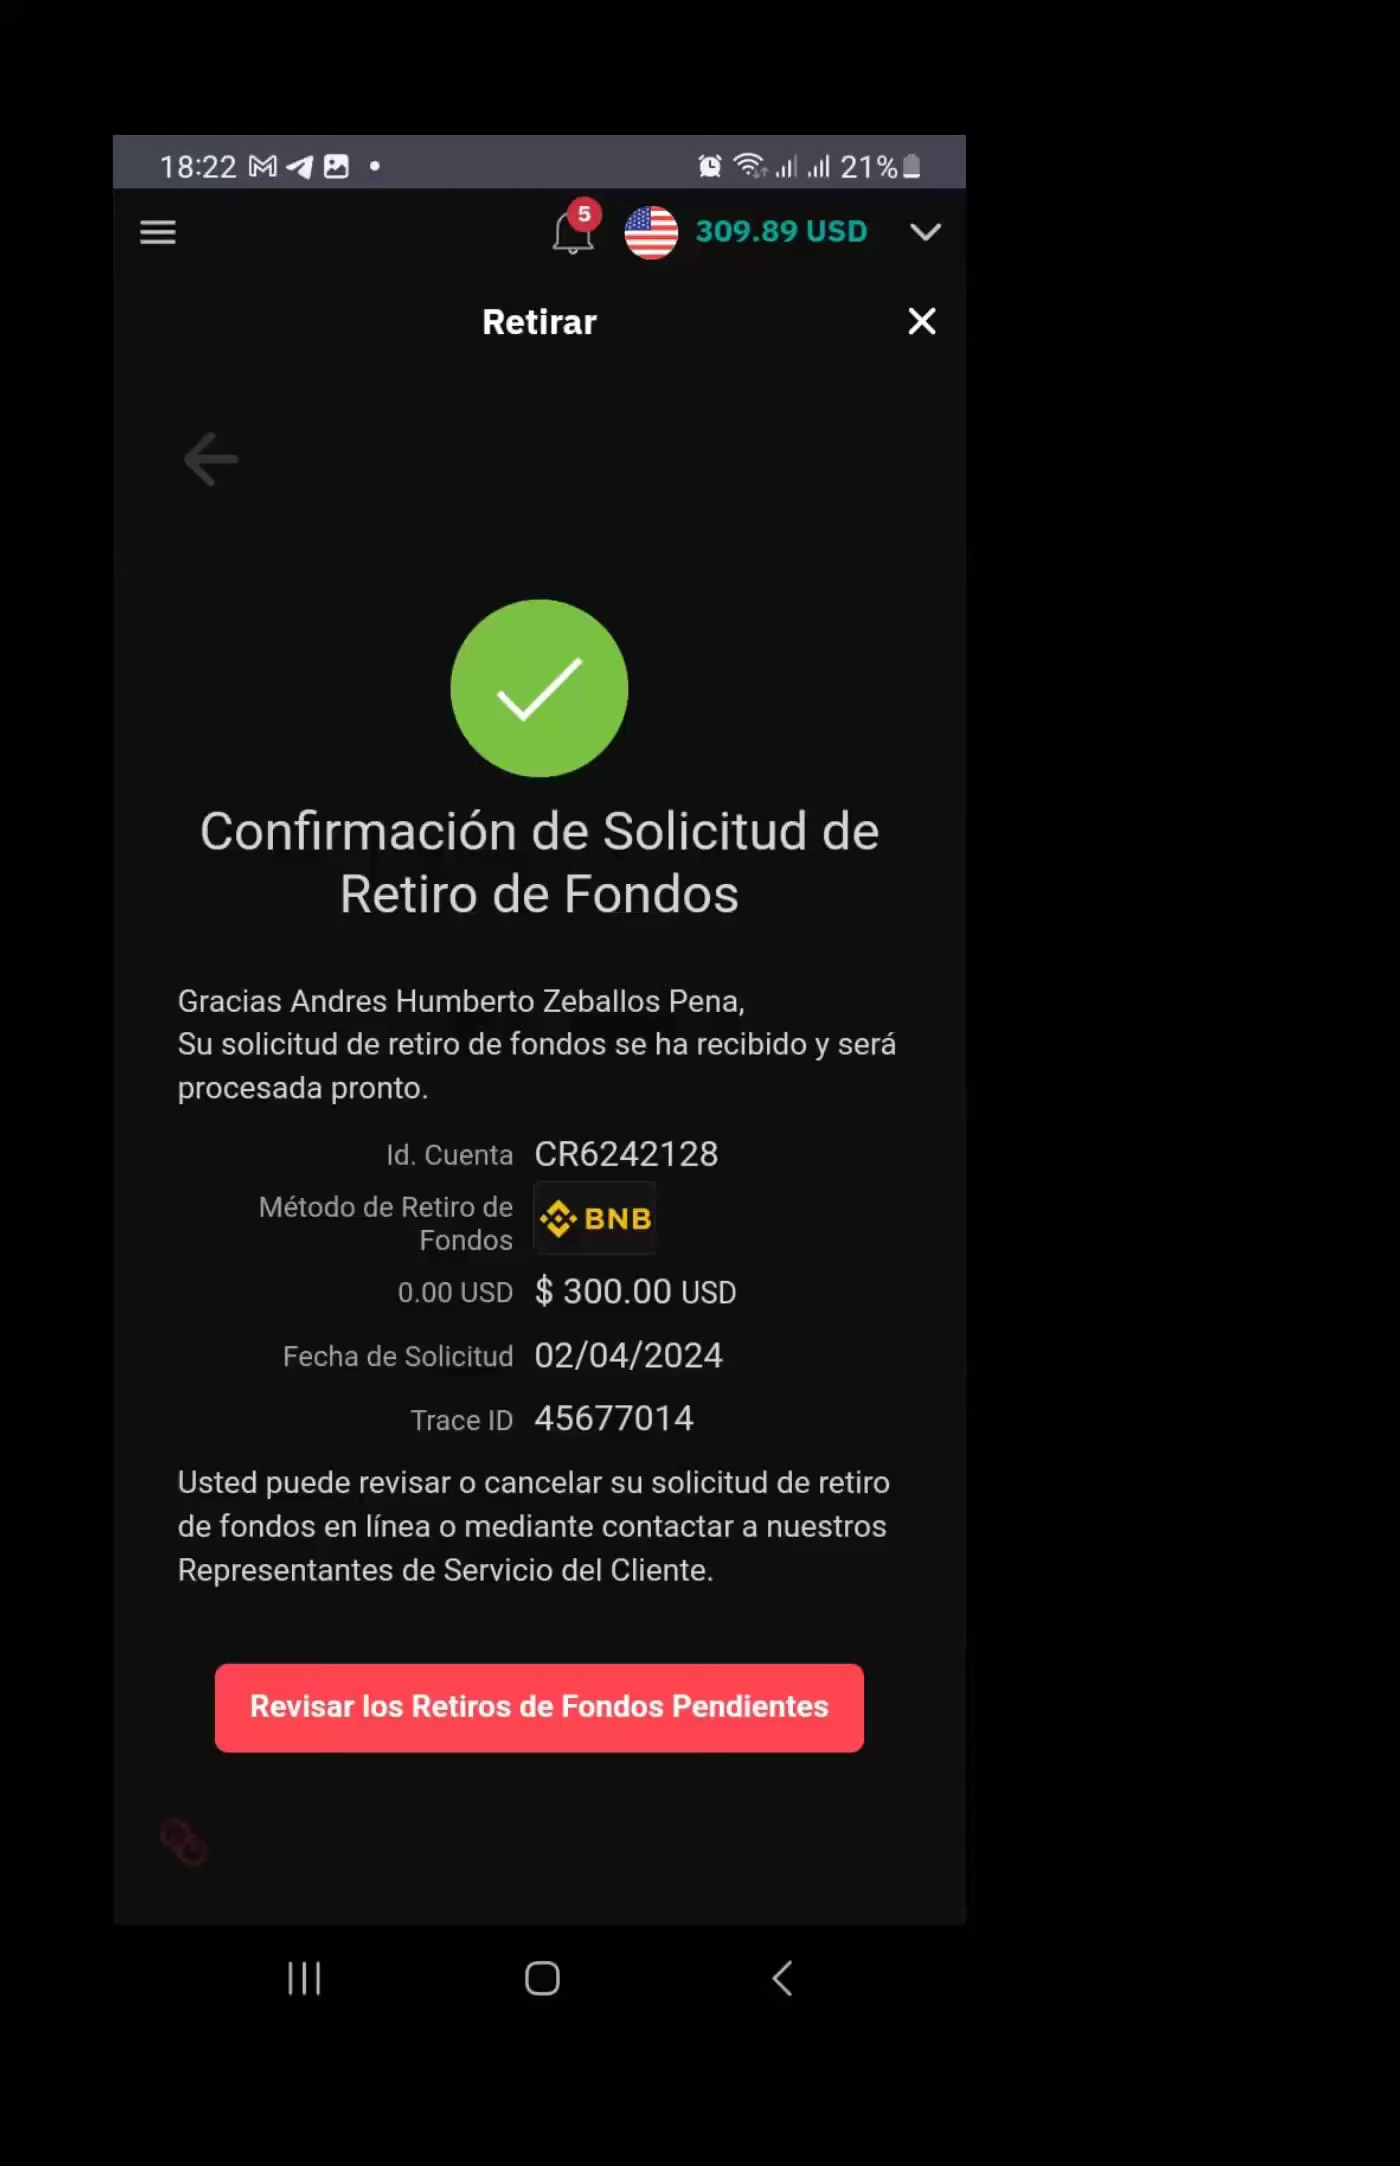 18:22
21%
5
309.89 USD
Retirar
Confirmación de Solicitud de
Retiro de Fondos
Gracias Andres Humberto Zeballos Pena,
Su solicitud de retiro de fondos se ha recibido y será
procesada pronto.
Id. Cuenta CR6242128
Método de Retiro de
Fondos
BNB
0.00 USD $ 300.00 USD
Fecha de Solicitud 02/04/2024
Trace ID 45677014
Usted puede revisar o cancelar su solicitud de retiro
de fondos en línea o mediante contactar a nuestros
Representantes de Servicio del Cliente.
Revisar los Retiros de Fondos Pendientes